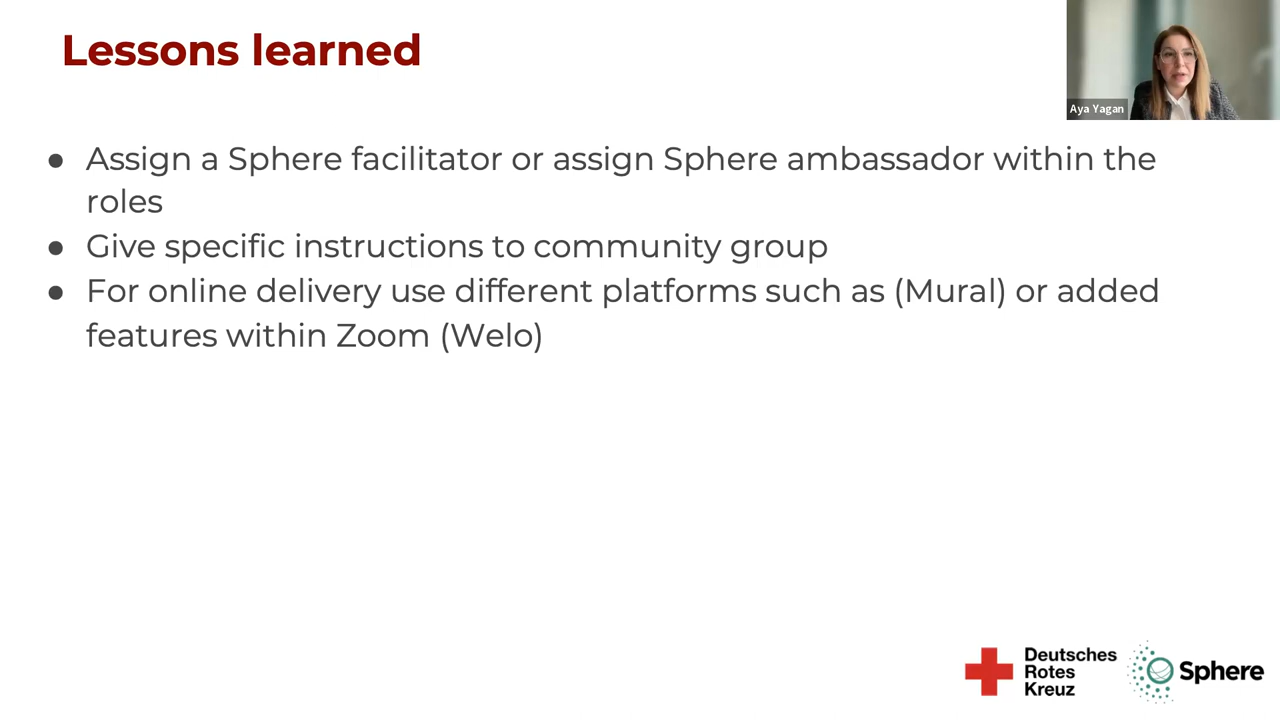 Lessons learned
Aya Yagan
● Assign a Sphere facilitator or assign Sphere ambassador within the
roles
● Give specific instructions to community group
● For online delivery use different platforms such as (Mural) or added
features within Zoom (Welo)
Deutsches
Rotes
Kreuz
Sphere